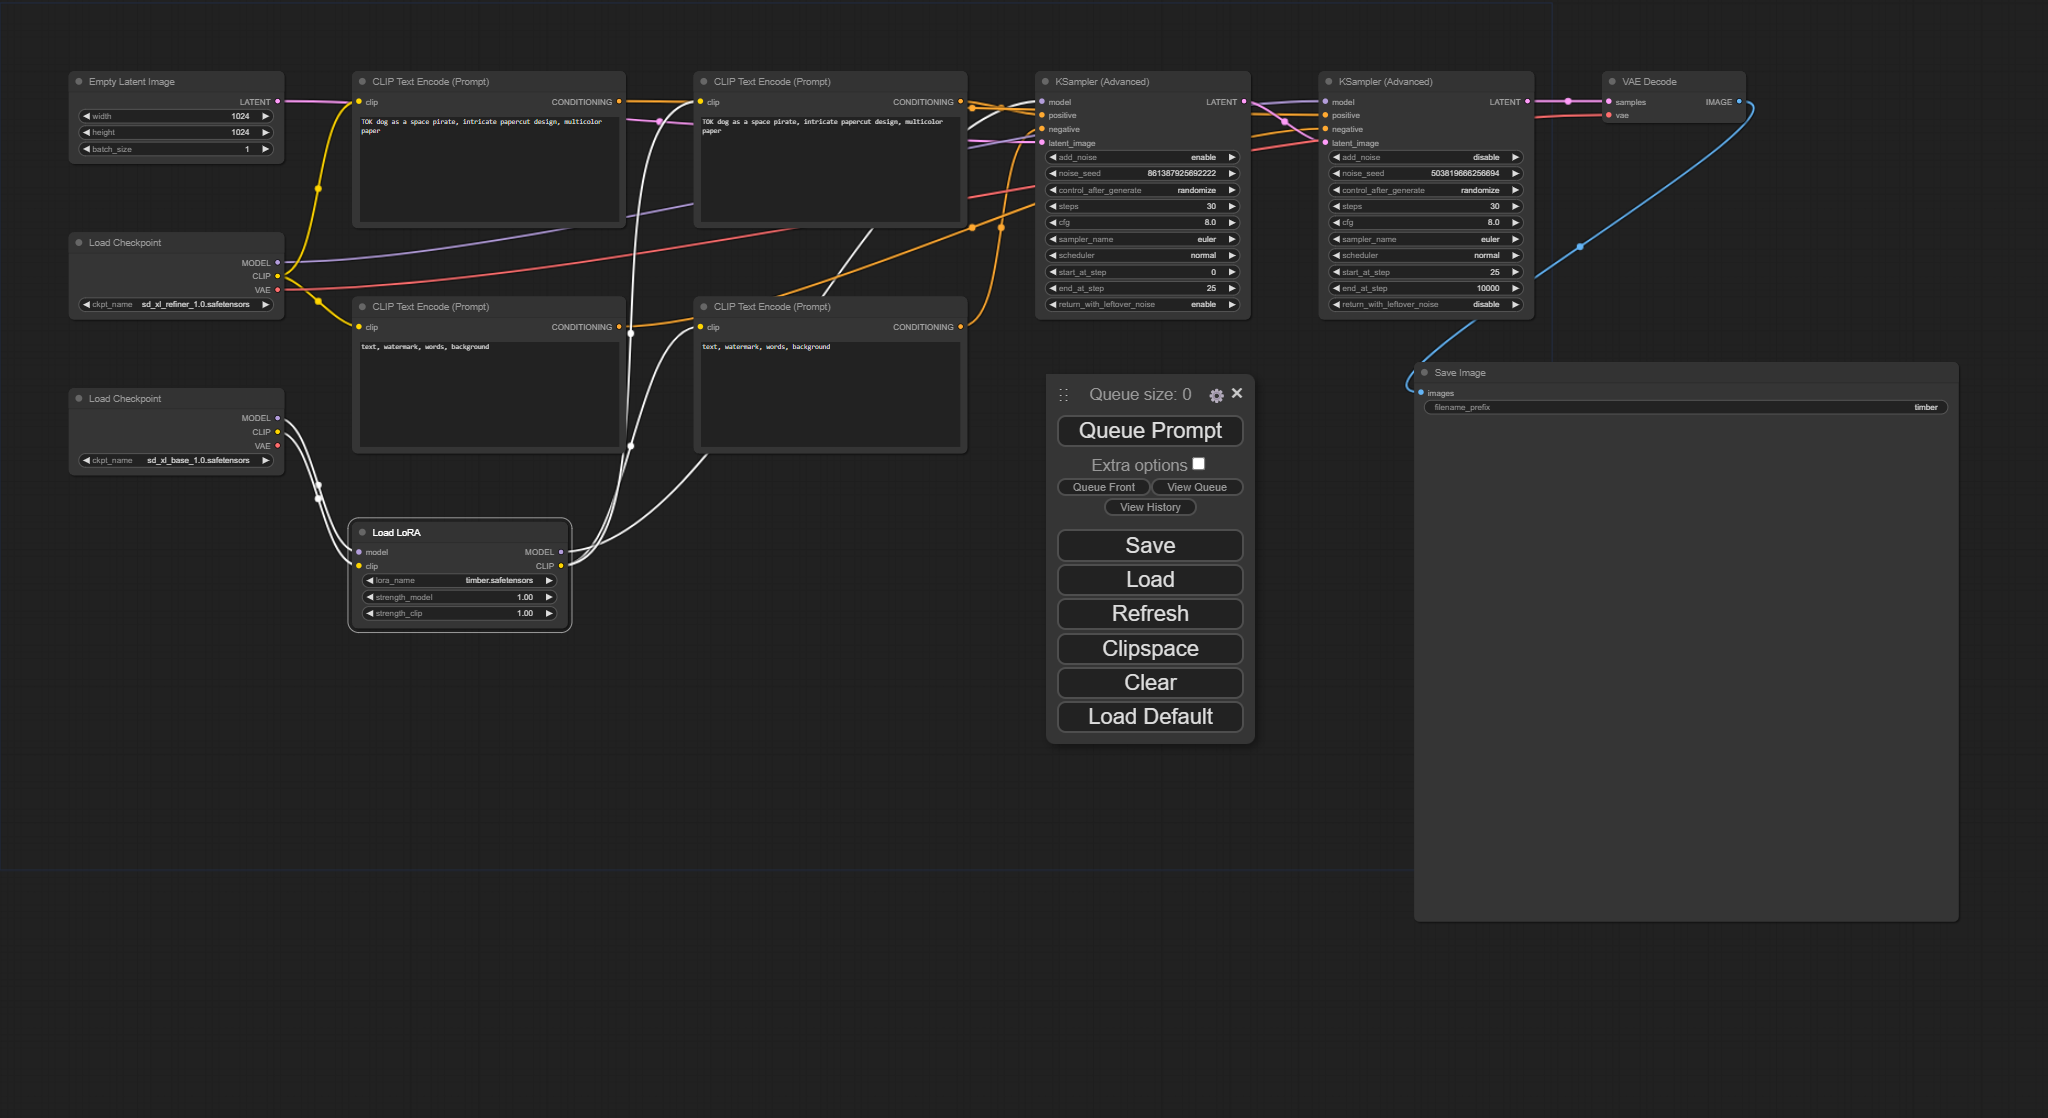 Empty Latent Image
LATENT
width 1024
height 1024
batch_size 1
CLIP Text Encode (Prompt)
clip CONDITIONING
TOK dog as a space pirate, intricate papercut design, multicolor
paper
CLIP Text Encode (Prompt)
clip CONDITIONING
TOK dog as a space pirate, intricate papercut design, multicolor
paper
KSampler (Advanced)
model LATENT
positive
negative
latent_image
add_noise enable
noise_seed 861387925692222
control_after_generate randomize
steps 30
cfg 8.0
sampler_name euler
scheduler normal
start_at_step 0
end_at_step 25
return_with_leftover_noise enable
KSampler (Advanced)
model LATENT
positive
negative
latent_image
add_noise disable
noise_seed 503819666256694
control_after_generate randomize
steps 30
cfg 8.0
sampler_name euler
scheduler normal
start_at_step 25
end_at_step 10000
return_with_leftover_noise disable
VAE Decode
samples IMAGE
vae
Load Checkpoint
MODEL
CLIP
VAE
ckpt_name sd_xl_refiner_1.0.safetensors
CLIP Text Encode (Prompt)
clip CONDITIONING
text, watermark, words, background
CLIP Text Encode (Prompt)
clip CONDITIONING
text, watermark, words, background
Load Checkpoint
MODEL
CLIP
VAE
ckpt_name sd_xl_base_1.0.safetensors
Load LoRA
model MODEL
clip CLIP
lora_name timber.safetensors
strength_model 1.00
strength_clip 1.00
Queue size: 0
Queue Prompt
Extra options
Queue Front View Queue
View History
Save
Load
Refresh
Clipspace
Clear
Load Default
Save Image
images
filename_prefix timber